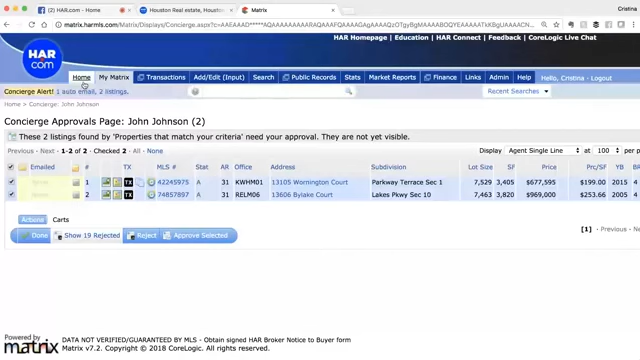 (2) HAR.com - Home
Houston Real estate, Houston
Matrix
Cristina
matrix.harmls.com/Matrix/Displays/Concierge.aspx?c=AAEAAAD
HAR Homepage | Education | HAR Support | CoreLogic Live Chat
HAR
com
Home My Matrix Transactions Add/Edit (Input) Search Public Records Stats Market Reports Finance Links Admin Help Hello, Cristina - Logout
Concierge Alert! 1 auto email, 2 listings.
Recent Searches
Home > Concierge: John Johnson
Concierge Approvals Page: John Johnson (2)
These 2 listings found by 'Properties that match your criteria' need your approval. They are not yet visible.
Previous · Next · 1-2 of 2 · Checked 2 · All · None
Display Agent Single Line at 100 per
Emailed # TX MLS # Stat AR Office Address Subdivision Lot Size SF Price Prc/SF YB
1 TX 42245975 A 31 KWHM01 13105 Wornington Court Parkway Terrace Sec 1 7,529 3,405 $677,595 $199.00 2015 4
2 TX 74857897 A 31 RELM06 13606 Bylake Court Lakes Pkwy Sec 10 7,463 3,820 $969,000 $253.66 2005
Actions Carts
Done Show 19 Rejected Reject Approve Selected
[1] · Previous ·
Powered by
matrix
DATA NOT VERIFIED/GUARANTEED BY MLS - Obtain signed HAR Broker Notice to Buyer form
Matrix v7.2. Copyright © 2018 CoreLogic. All rights reserved.